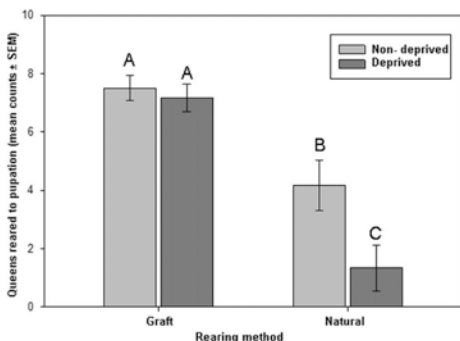 10
8
6
4
2
0
Queens reared to pupation (mean counts ± SEM)
Non- deprived
Deprived
A
A
B
C
Graft
Natural
Rearing method